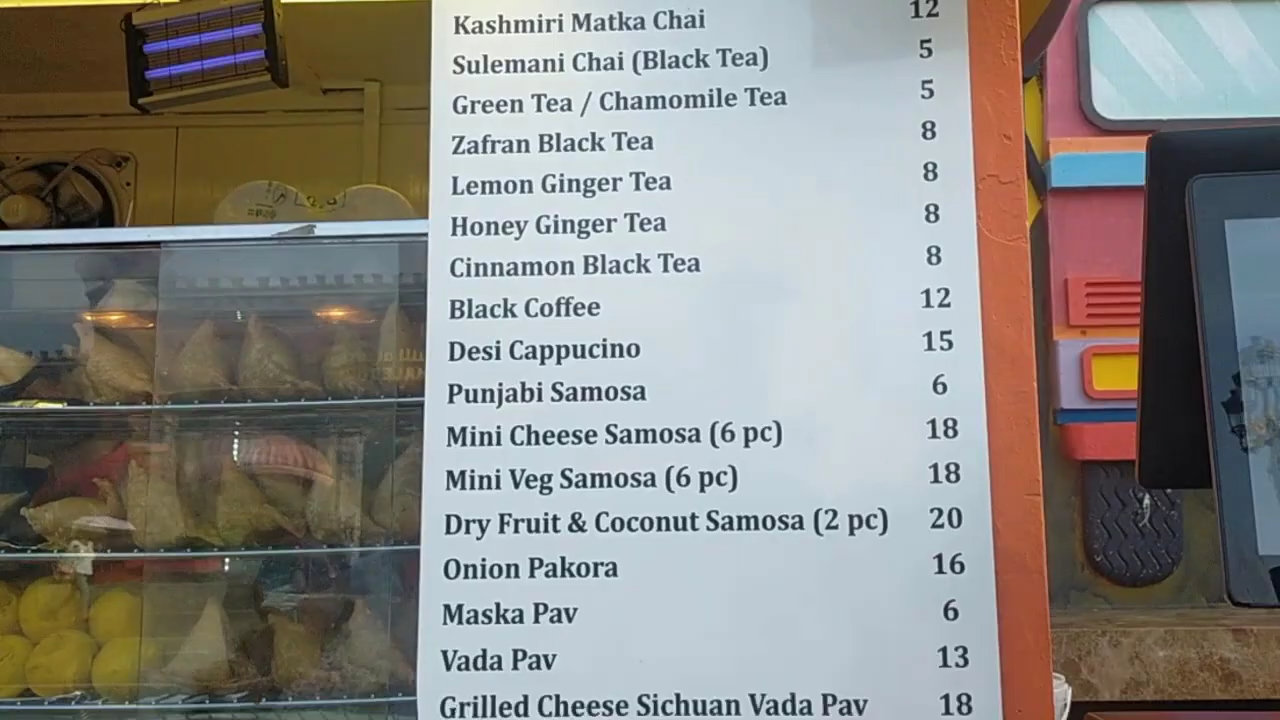 Kashmiri Matka Chai 12
Sulemani Chai (Black Tea) 5
Green Tea / Chamomile Tea 5
Zafran Black Tea 8
Lemon Ginger Tea 8
Honey Ginger Tea 8
Cinnamon Black Tea 8
Black Coffee 12
Desi Cappucino 15
Punjabi Samosa 6
Mini Cheese Samosa (6 pc) 18
Mini Veg Samosa (6 pc) 18
Dry Fruit & Coconut Samosa (2 pc) 20
Onion Pakora 16
Maska Pav 6
Vada Pav 13
Grilled Cheese Sichuan Vada Pav 18